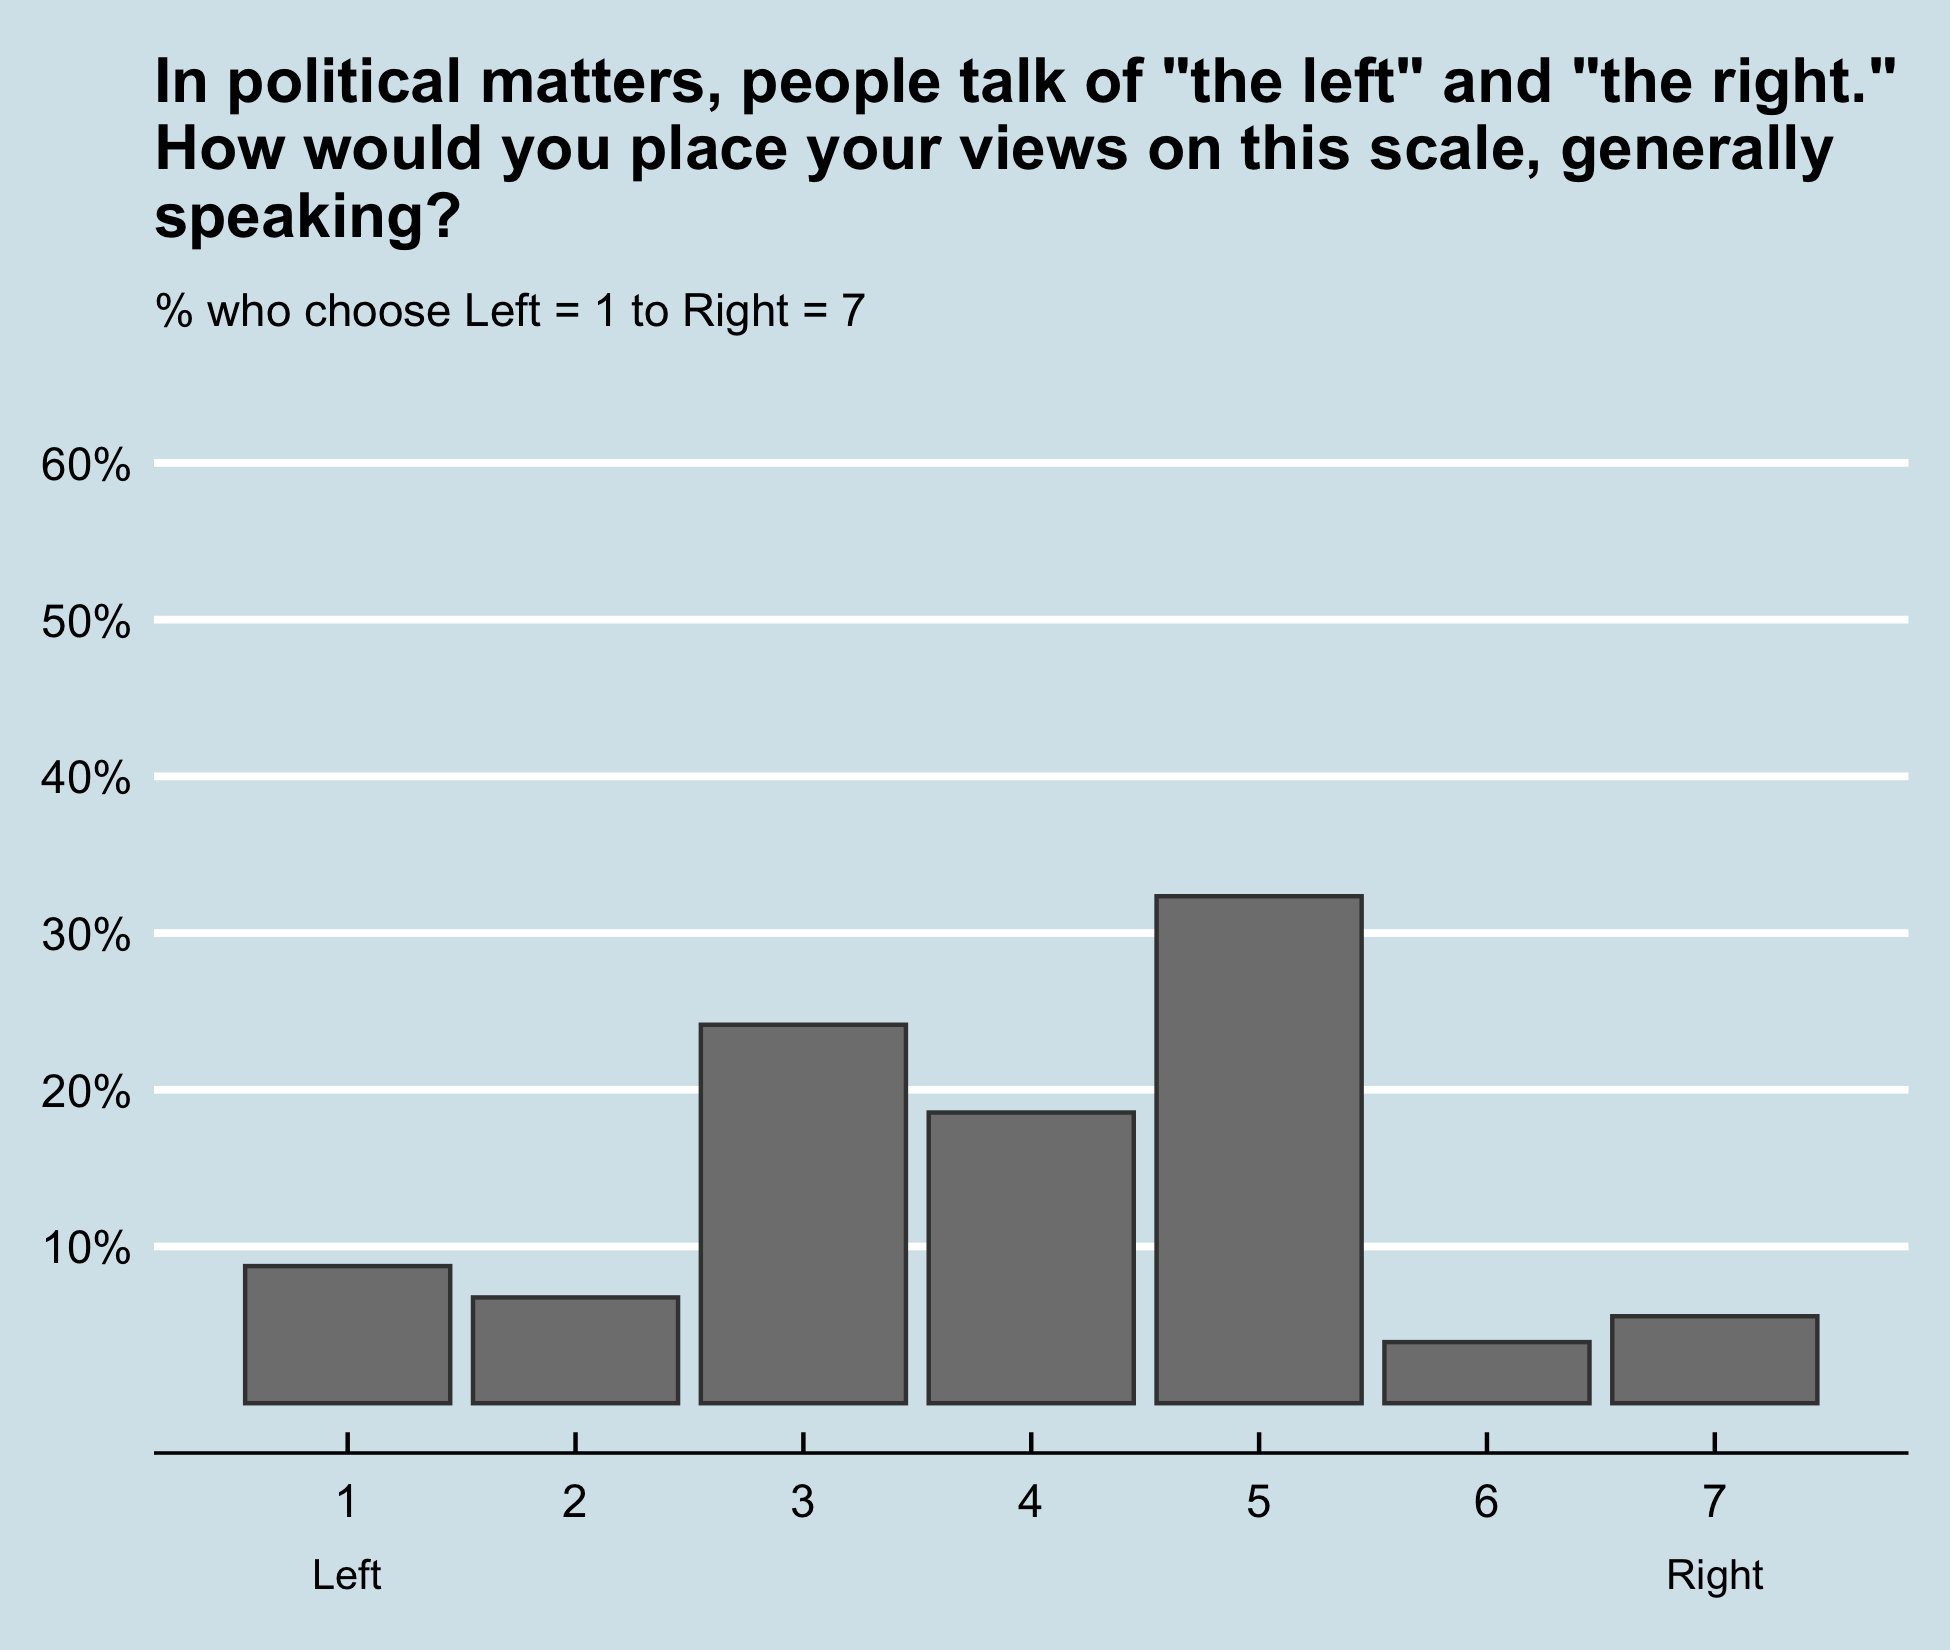 In political matters, people talk of "the left" and "the right."
How would you place your views on this scale, generally
speaking?
% who choose Left = 1 to Right = 7
60%
50%
40%
30%
20%
10%
1 2 3 4 5 6 7
Left Right